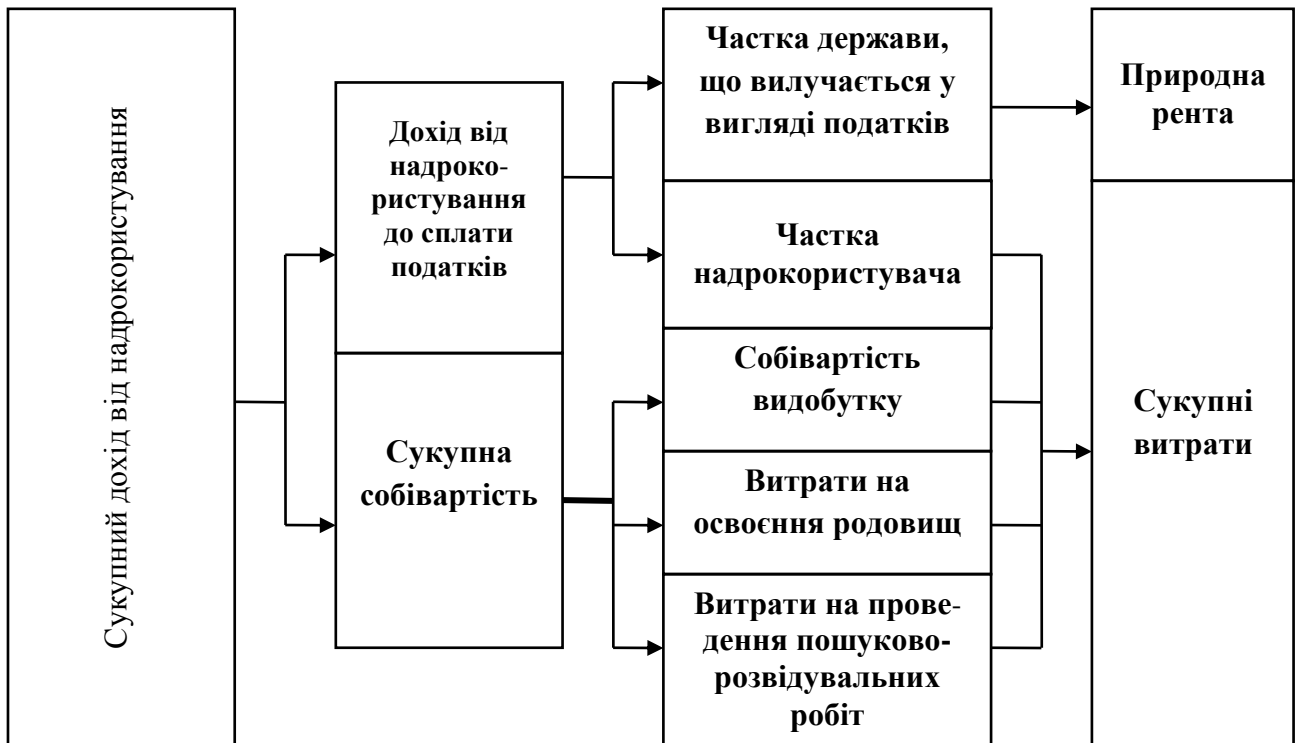 Сукупний дохід від надрокористування
Дохід від
надроко-
ристування
до сплати
податків
Сукупна
собівартість
Частка держави,
що вилучається у
вигляді податків
Частка
надрокористувача
Собівартість
видобутку
Витрати на
освоєння родовищ
Витрати на прове-
дення пошуково-
розвідувальних
робіт
Природна
рента
Сукупні
витрати